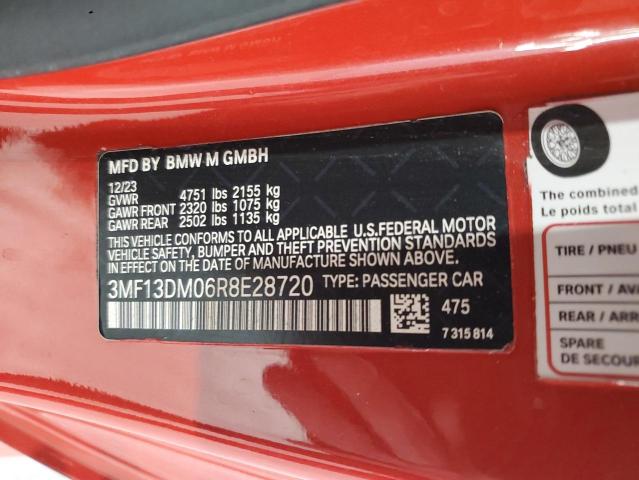 MFD BY BMW M GMBH
12/23
GVWR 4751 lbs 2155 kg
GAWR FRONT 2320 lbs 1075 kg
GAWR REAR 2502 lbs 1135 kg
THIS VEHICLE CONFORMS TO ALL APPLICABLE U.S.FEDERAL MOTOR
VEHICLE SAFETY, BUMPER, AND THEFT PREVENTION STANDARDS
IN EFFECT ON THE DATE OF MANUFACTURE SHOWN ABOVE.
3MF13DM06R8E28720 TYPE: PASSENGER CAR
475
7 315 814
The combined
Le poids total
TIRE / PNEU
FRONT / AVA
REAR / ARR
SPARE
DE SECOUR